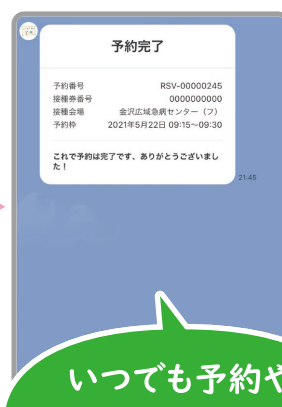 予約完了
予約番号 RSV-00000245
接種券番号 0000000000
接種会場 金沢広域急病センター（フ）
予約枠 2021年5月22日 09:15～09:30
これで予約は完了です、ありがとうございまし
た！
21:45
いつでも予約や